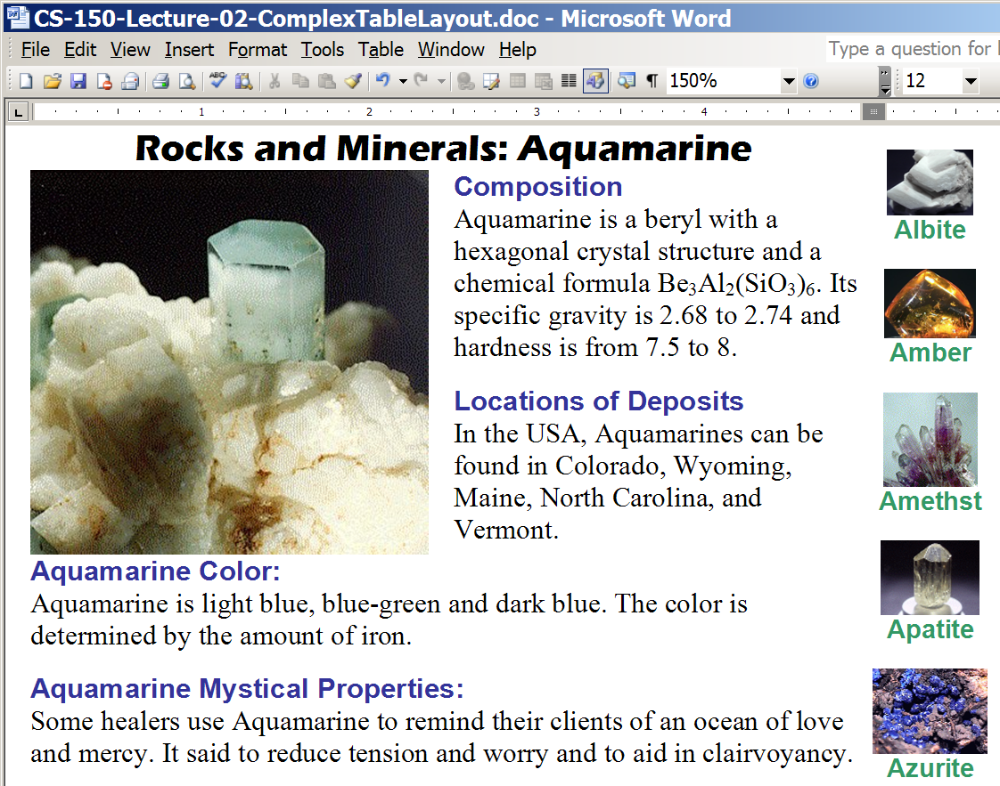 CS-150-Lecture-02-ComplexTableLayout.doc - Microsoft Word
File Edit View Insert Format Tools Table Window Help
Type a question for
150% 12
1 2 3 4
Rocks and Minerals: Aquamarine
Composition
Aquamarine is a beryl with a
hexagonal crystal structure and a
chemical formula Be₃Al₂(SiO₃)₆. Its
specific gravity is 2.68 to 2.74 and
hardness is from 7.5 to 8.
Locations of Deposits
In the USA, Aquamarines can be
found in Colorado, Wyoming,
Maine, North Carolina, and
Vermont.
Aquamarine Color:
Aquamarine is light blue, blue-green and dark blue. The color is
determined by the amount of iron.
Aquamarine Mystical Properties:
Some healers use Aquamarine to remind their clients of an ocean of love
and mercy. It said to reduce tension and worry and to aid in clairvoyancy.
Albite
Amber
Amethst
Apatite
Azurite